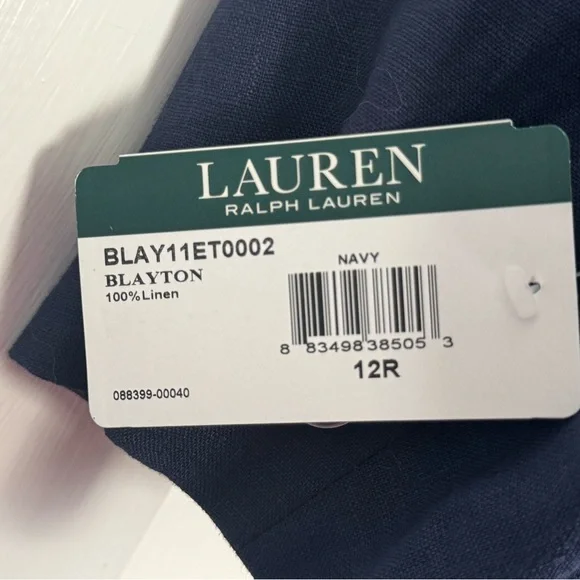 LAUREN
RALPH LAUREN
BLAY11ET0002
BLAYTON
100%Linen
NAVY
8 83498 38505 3
12R
088399-00040